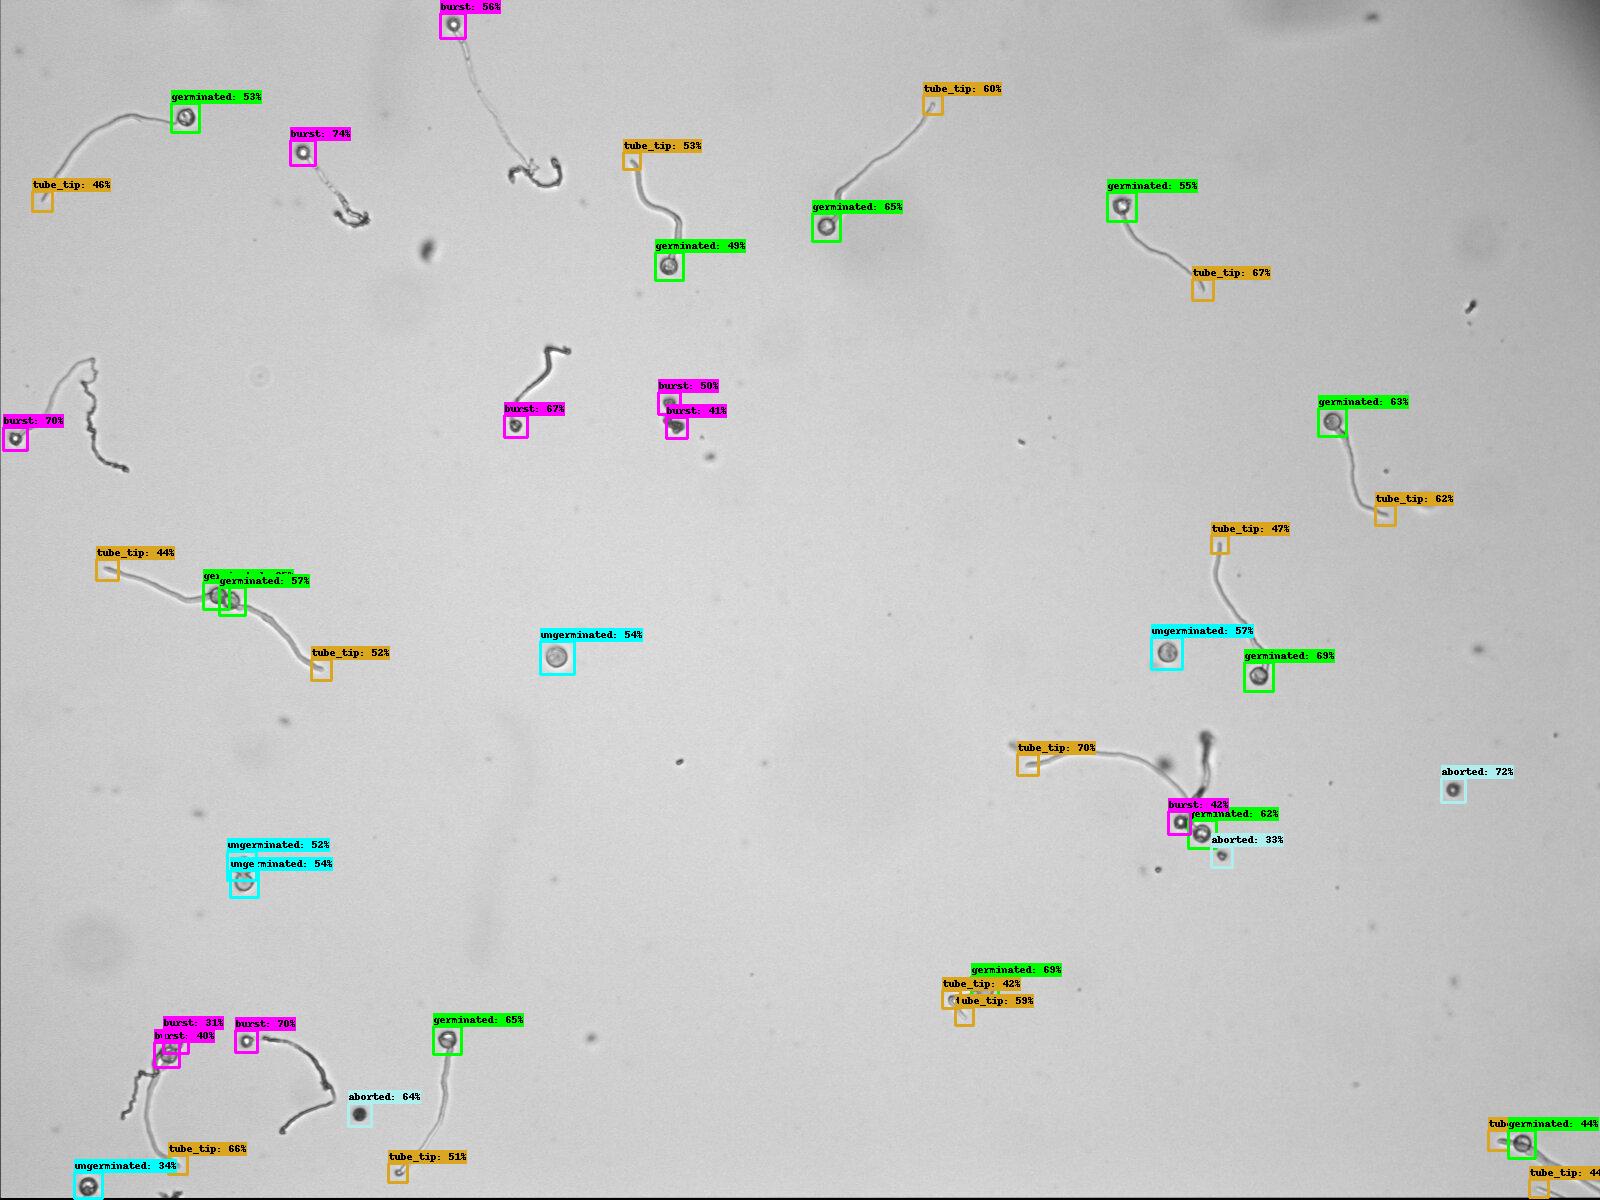 burst: 56%
tube_tip: 60%
germinated: 53%
burst: 74%
tube_tip: 53%
tube_tip: 46%
germinated: 55%
germinated: 65%
germinated: 49%
tube_tip: 67%
burst: 50%
germinated: 63%
burst: 67%
burst: 41%
burst: 70%
tube_tip: 62%
tube_tip: 47%
tube_tip: 44%
germinated: 57%
ungerminated: 57%
ungerminated: 54%
tube_tip: 52%
germinated: 69%
tube_tip: 70%
aborted: 72%
burst: 42%
germinated: 62%
aborted: 33%
ungerminated: 52%
ungerminated: 54%
germinated: 69%
tube_tip: 42%
tube_tip: 59%
germinated: 65%
burst: 31%
burst: 70%
burst: 40%
aborted: 64%
germinated: 44%
tube_tip: 66%
tube_tip: 51%
ungerminated: 34%
tube_tip: 44